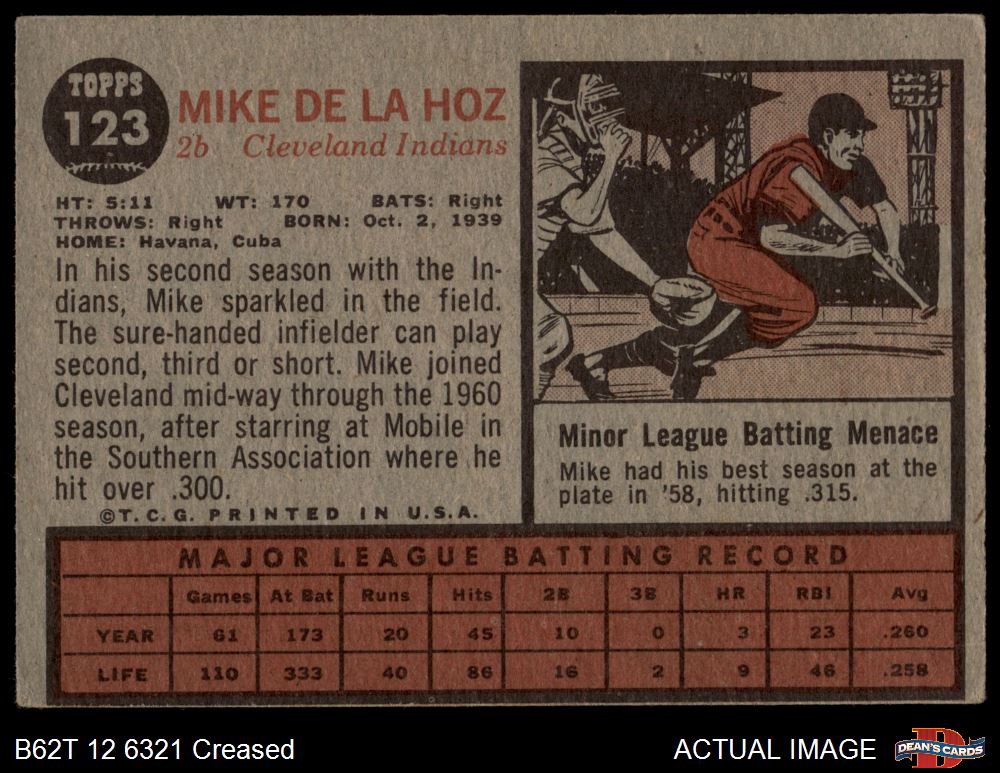 TOPPS
123
MIKE DE LA HOZ
2b Cleveland Indians
HT: 5:11 WT: 170 BATS: Right
THROWS: Right BORN: Oct. 2, 1939
HOME: Havana, Cuba
In his second season with the In-
dians, Mike sparkled in the field.
The sure-handed infielder can play
second, third or short. Mike joined
Cleveland mid-way through the 1960
season, after starring at Mobile in
the Southern Association where he
hit over .300.
©T.C.G. PRINTED IN U.S.A.
Minor League Batting Menace
Mike had his best season at the
plate in '58, hitting .315.
MAJOR LEAGUE BATTING RECORD
Games At Bat Runs Hits 2B 3B HR RBI Avg
YEAR 61 173 20 45 10 0 3 23 .260
LIFE 110 333 40 86 16 2 9 46 .258
B62T 12 6321 Creased
ACTUAL IMAGE
DEAN'S CARDS